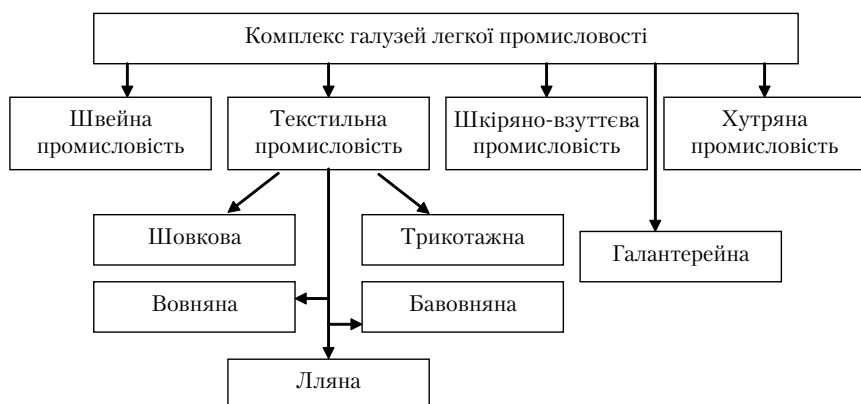 Комплекс галузей легкої промисловості
Швейна
промисловість
Текстильна
промисловість
Шкіряно-взуттєва
промисловість
Хутряна
промисловість
Шовкова
Трикотажна
Галантерейна
Вовняна
Бавовняна
Лляна